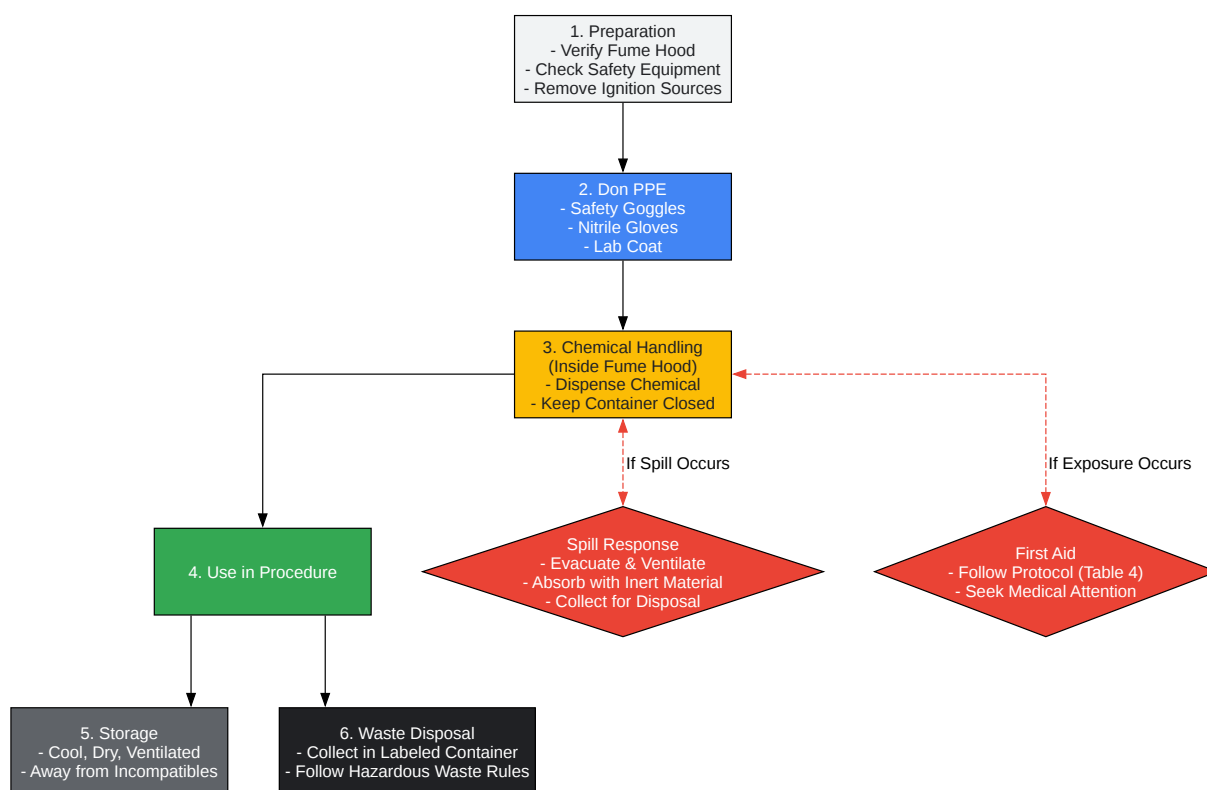 1. Preparation
- Verify Fume Hood
- Check Safety Equipment
- Remove Ignition Sources
2. Don PPE
- Safety Goggles
- Nitrile Gloves
- Lab Coat
3. Chemical Handling
(Inside Fume Hood)
- Dispense Chemical
- Keep Container Closed
If Spill Occurs
If Exposure Occurs
4. Use in Procedure
Spill Response
- Evacuate & Ventilate
- Absorb with Inert Material
- Collect for Disposal
First Aid
- Follow Protocol (Table 4)
- Seek Medical Attention
5. Storage
- Cool, Dry, Ventilated
- Away from Incompatibles
6. Waste Disposal
- Collect in Labeled Container
- Follow Hazardous Waste Rules